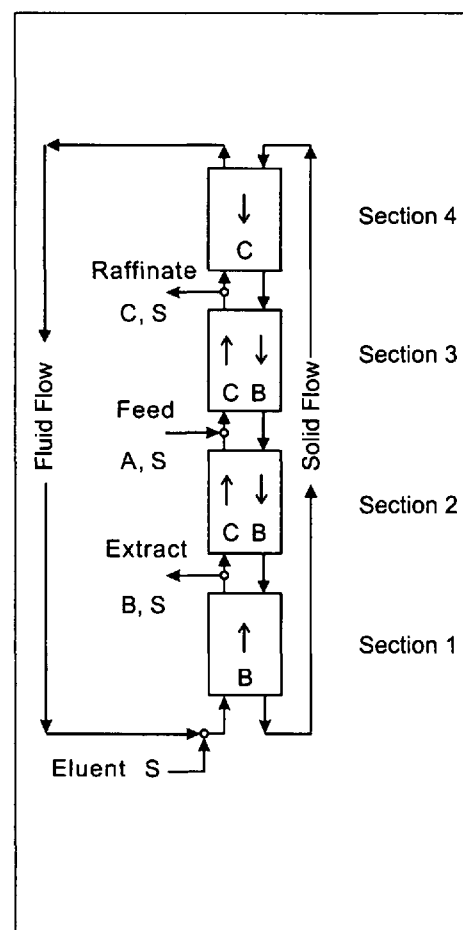 Section 4
C
Raffinate
C, S
Section 3
C B
Feed
A, S
Fluid Flow
Solid Flow
Section 2
C B
Extract
B, S
Section 1
B
Eluent S